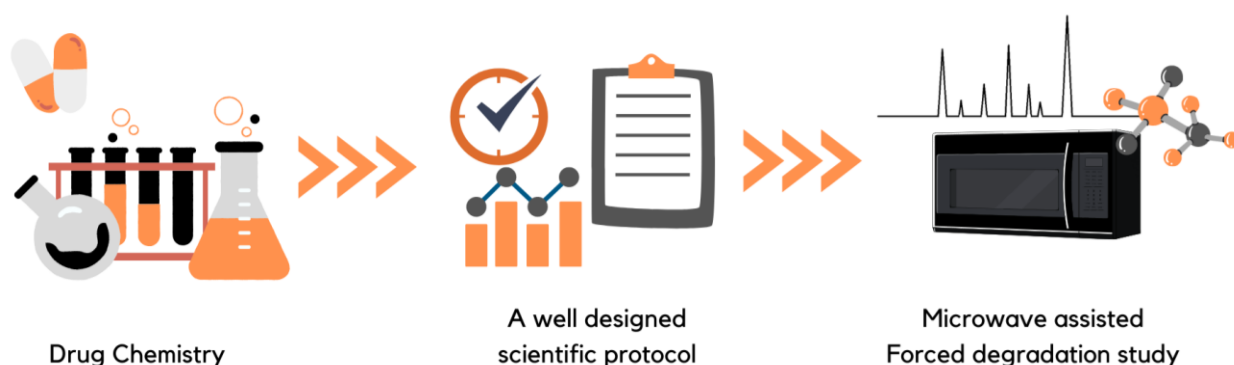 Drug Chemistry
A well designed
scientific protocol
Microwave assisted
Forced degradation study